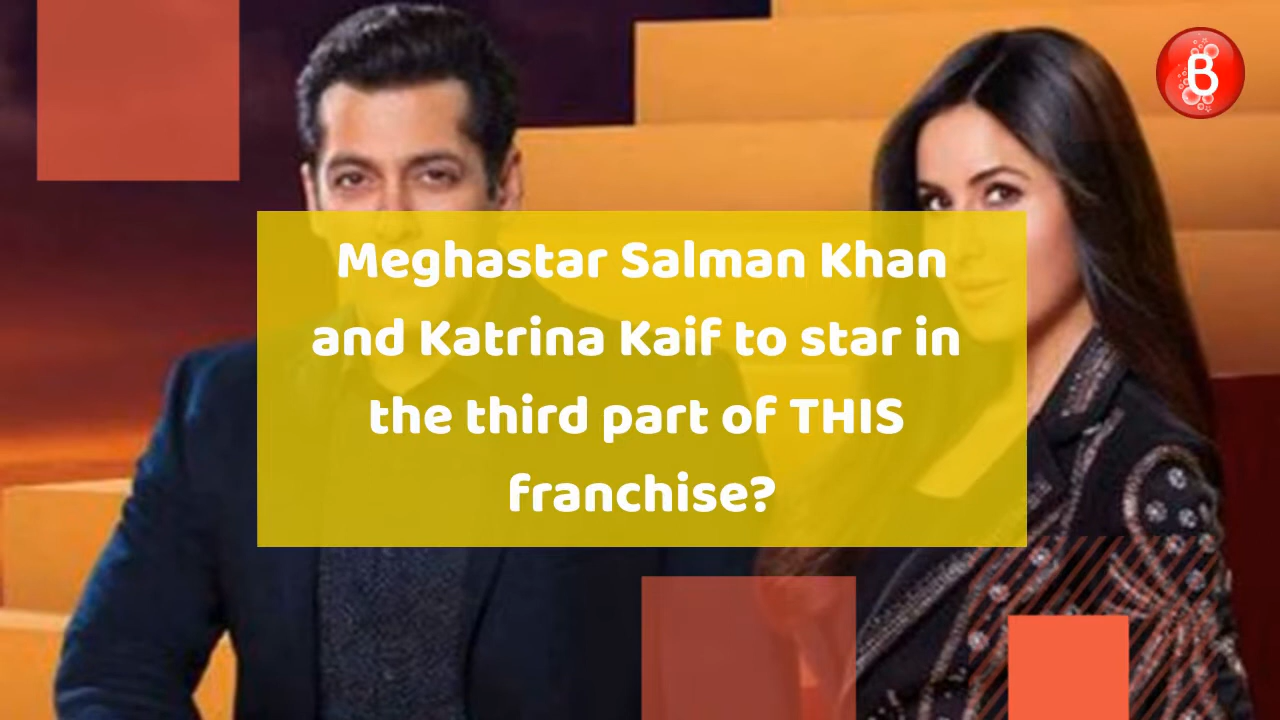 B
Meghastar Salman Khan
and Katrina Kaif to star in
the third part of THIS
franchise?